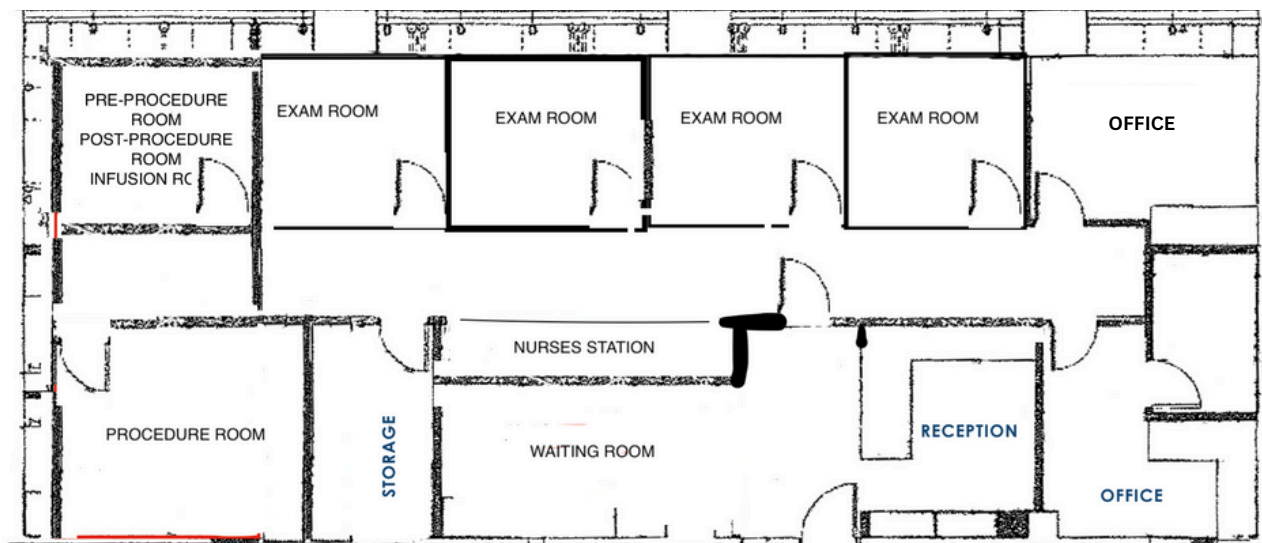 PRE-PROCEDURE
ROOM
POST-PROCEDURE
ROOM
INFUSION RO
EXAM ROOM
EXAM ROOM
EXAM ROOM
EXAM ROOM
OFFICE
NURSES STATION
PROCEDURE ROOM
STORAGE
WAITING ROOM
RECEPTION
OFFICE